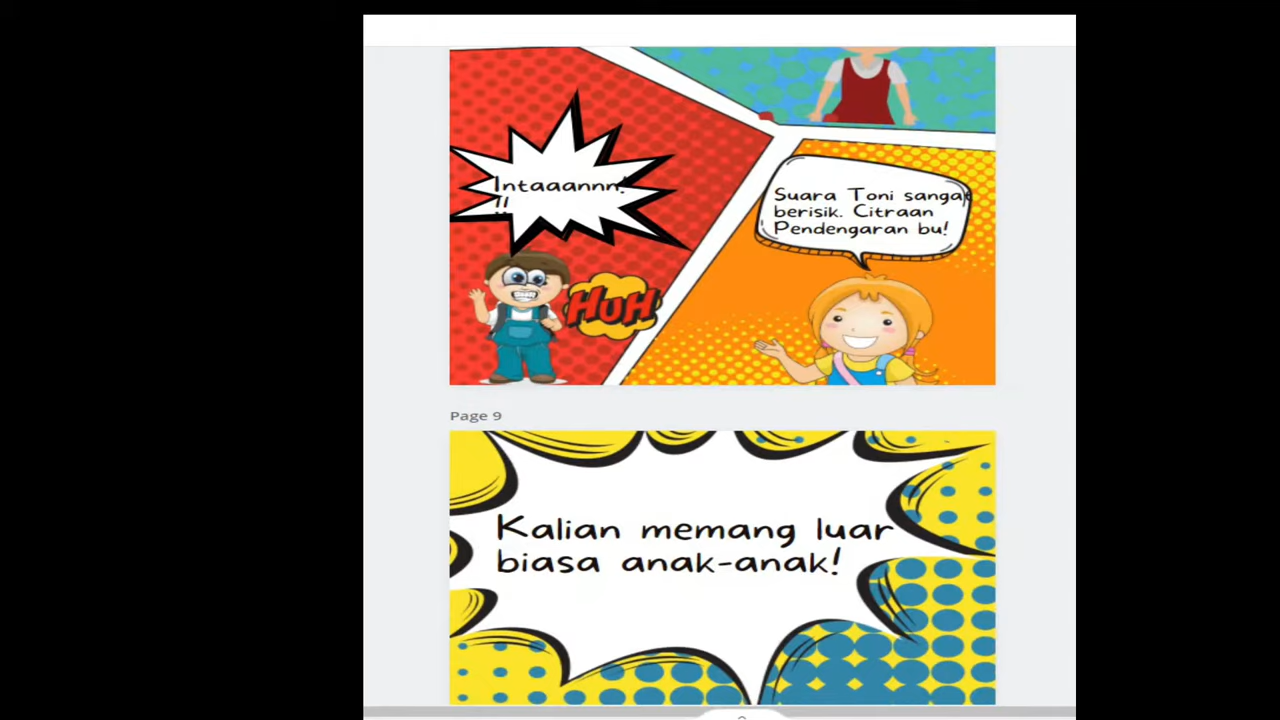 Intaaannn!
!!
Suara Toni sangat
berisik. Citraan
Pendengaran bu!
HUH
Page 9
Kalian memang luar
biasa anak-anak!